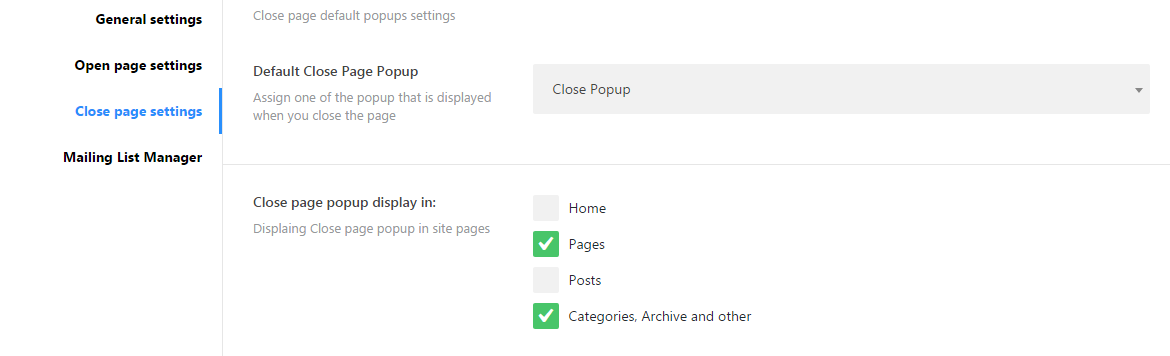 General settings
Open page settings
Close page settings
Mailing List Manager
Close page default popups settings
Default Close Page Popup
Assign one of the popup that is displayed
when you close the page
Close Popup
Close page popup display in:
Displaing Close page popup in site pages
Home
Pages
Posts
Categories, Archive and other